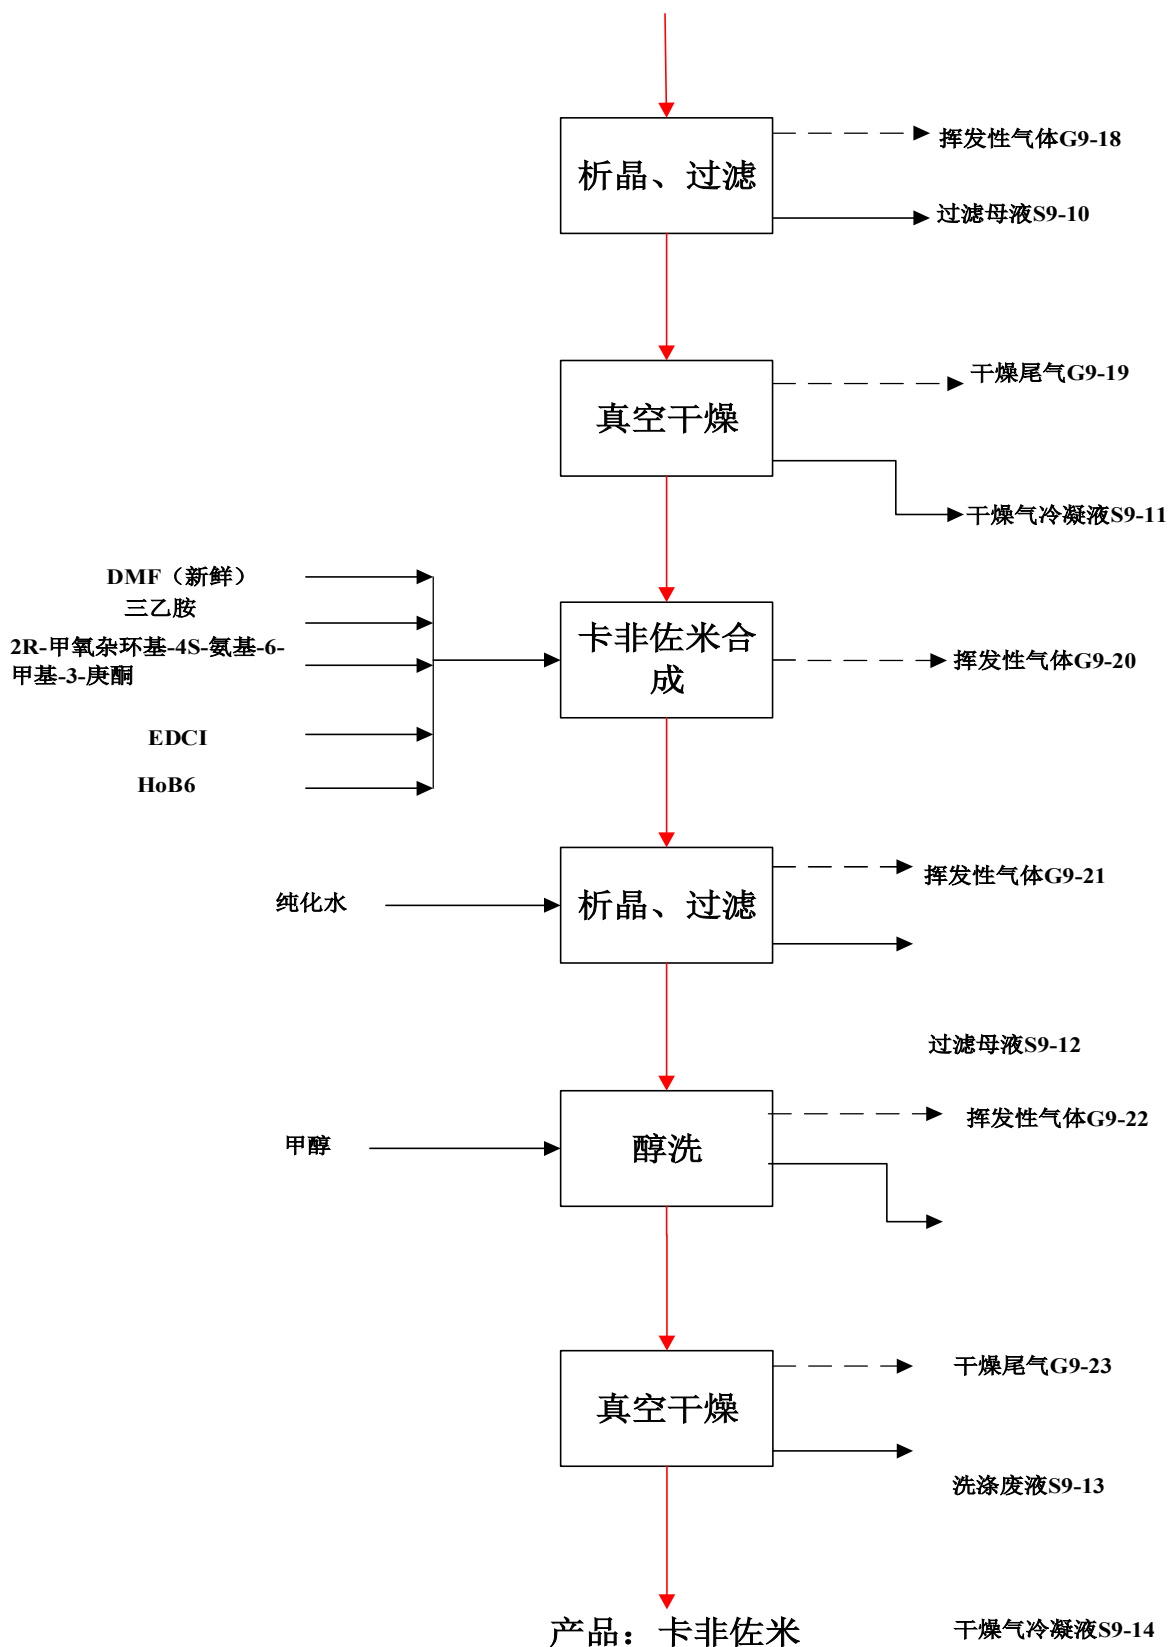 挥发性气体G9-18
析晶、过滤
过滤母液S9-10
干燥尾气G9-19
真空干燥
干燥气冷凝液S9-11
DMF（新鲜）
三乙胺
2R-甲氧杂环基-4S-氨基-6-
甲基-3-庚酮
EDCI
HoB6
卡非佐米合
成
挥发性气体G9-20
挥发性气体G9-21
纯化水
析晶、过滤
过滤母液S9-12
挥发性气体G9-22
甲醇
醇洗
干燥尾气G9-23
真空干燥
洗涤废液S9-13
产品：卡非佐米
干燥气冷凝液S9-14